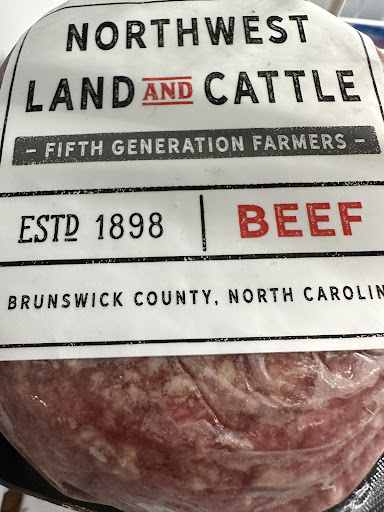 NORTHWEST
LAND AND CATTLE
– FIFTH GENERATION FARMERS –
ESTD 1898 | BEEF
BRUNSWICK COUNTY, NORTH CAROLIN